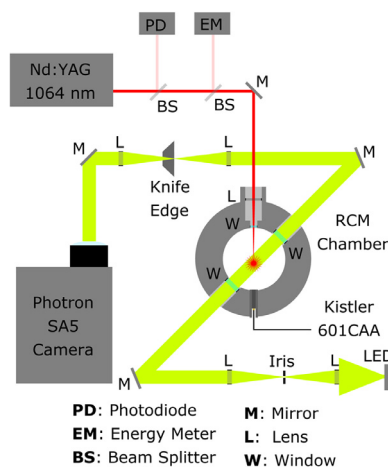 PD
EM
Nd:YAG
1064 nm
M
BS
BS
M
L
L
M
Knife
Edge
L
W
W
RCM
Chamber
W
Photron
SA5
Camera
Kistler
601CAA
LED
M
L
Iris
L
PD: Photodiode
M: Mirror
EM: Energy Meter
L: Lens
BS: Beam Splitter
W: Window